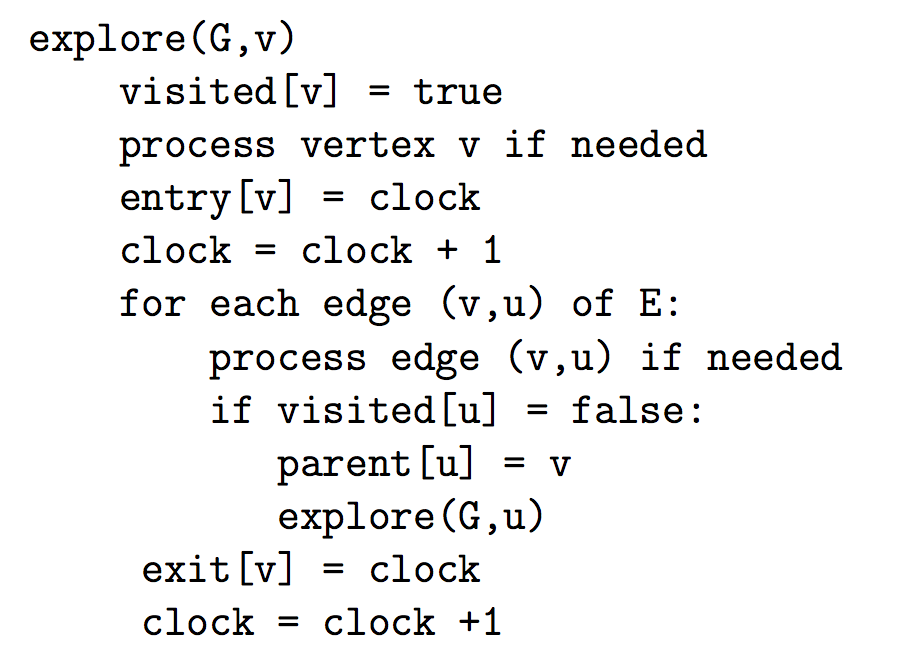 explore(G,v)
visited[v] = true
process vertex v if needed
entry[v] = clock
clock = clock + 1
for each edge (v,u) of E:
process edge (v,u) if needed
if visited[u] = false:
parent[u] = v
explore(G,u)
exit[v] = clock
clock = clock +1